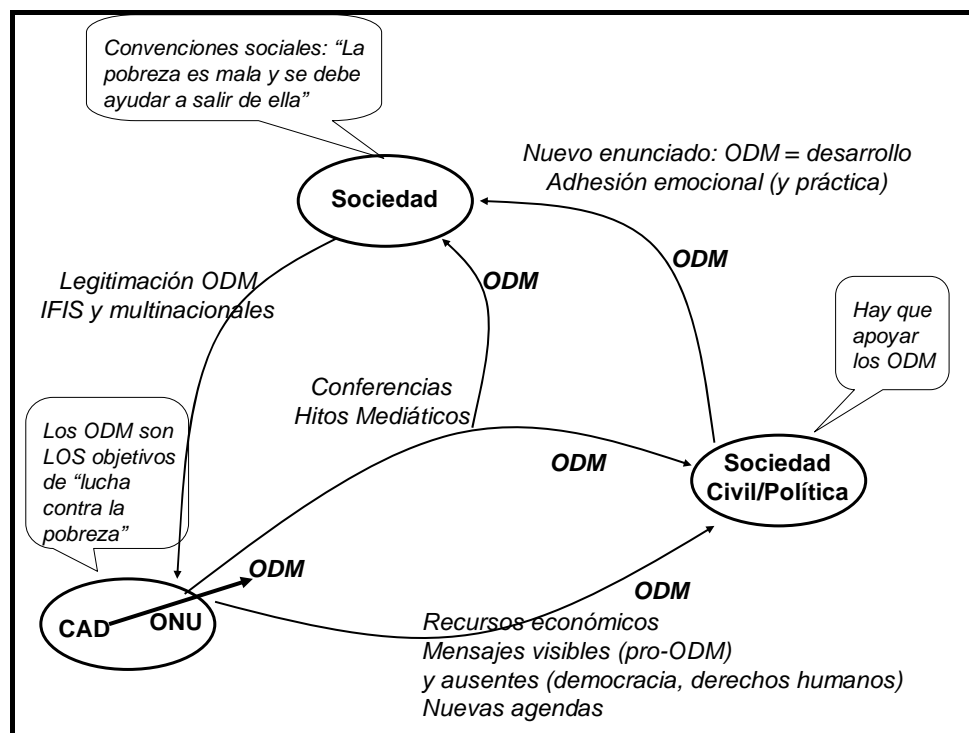 Convenciones sociales: “La
pobreza es mala y se debe
ayudar a salir de ella”
Nuevo enunciado: ODM = desarrollo
Adhesión emocional (y práctica)
Sociedad
ODM
ODM
Legitimación ODM
IFIS y multinacionales
Hay que
apoyar
los ODM
Conferencias
Hitos Mediáticos
Los ODM son
LOS objetivos
de “lucha
contra la
pobreza”
ODM
Sociedad
Civil/Política
ODM
CAD
ONU
ODM
Recursos económicos
Mensajes visibles (pro-ODM)
y ausentes (democracia, derechos humanos)
Nuevas agendas